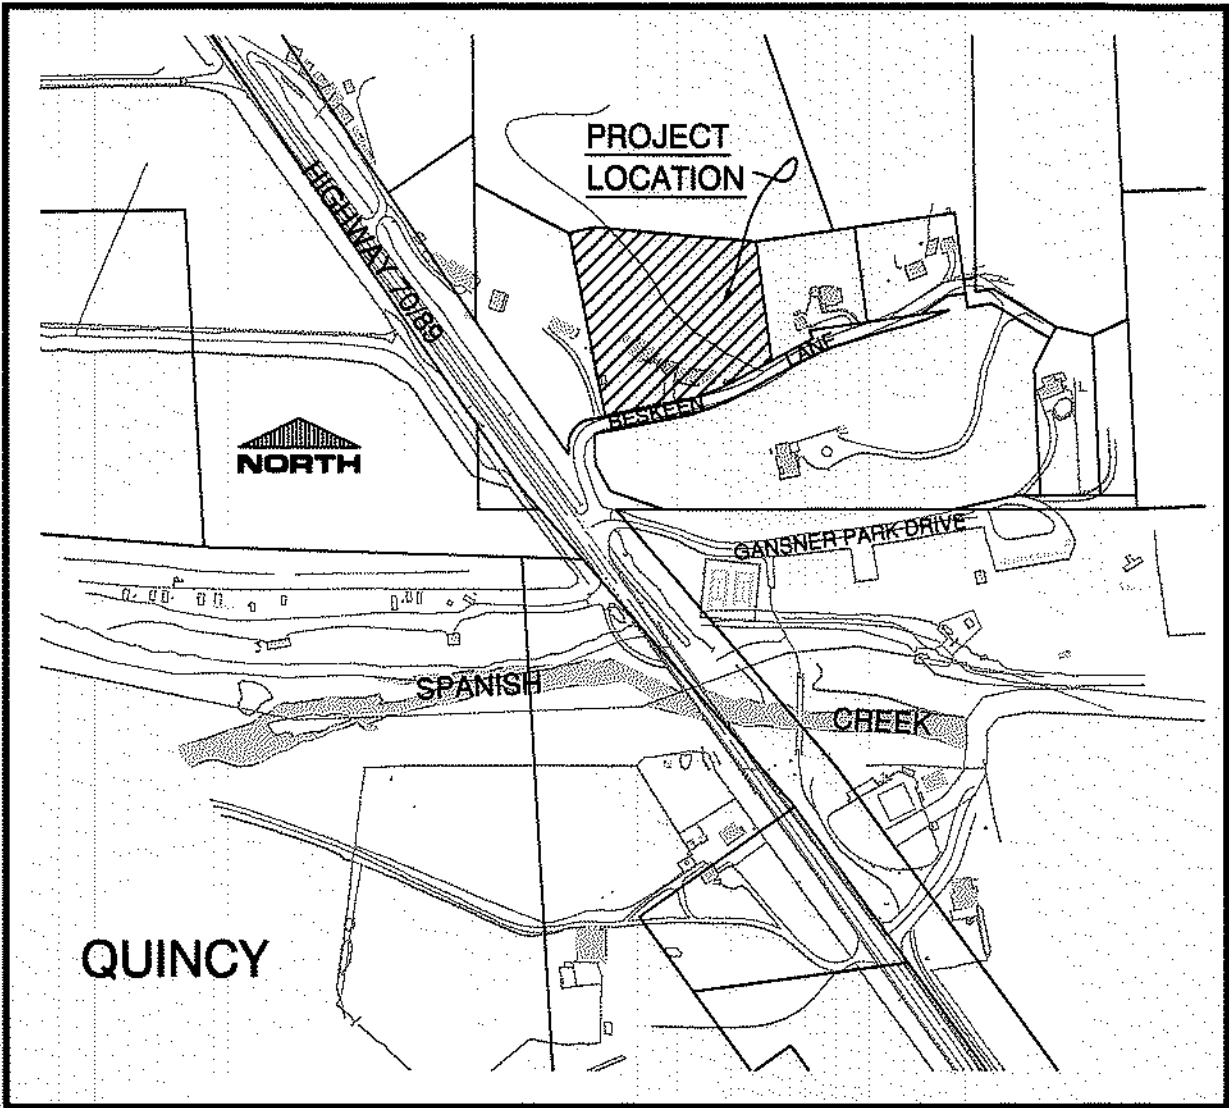 PROJECT
LOCATION
HIGHWAY 70/89
BESKEEN LANE
NORTH
GANSNER PARK DRIVE
SPANISH CREEK
QUINCY